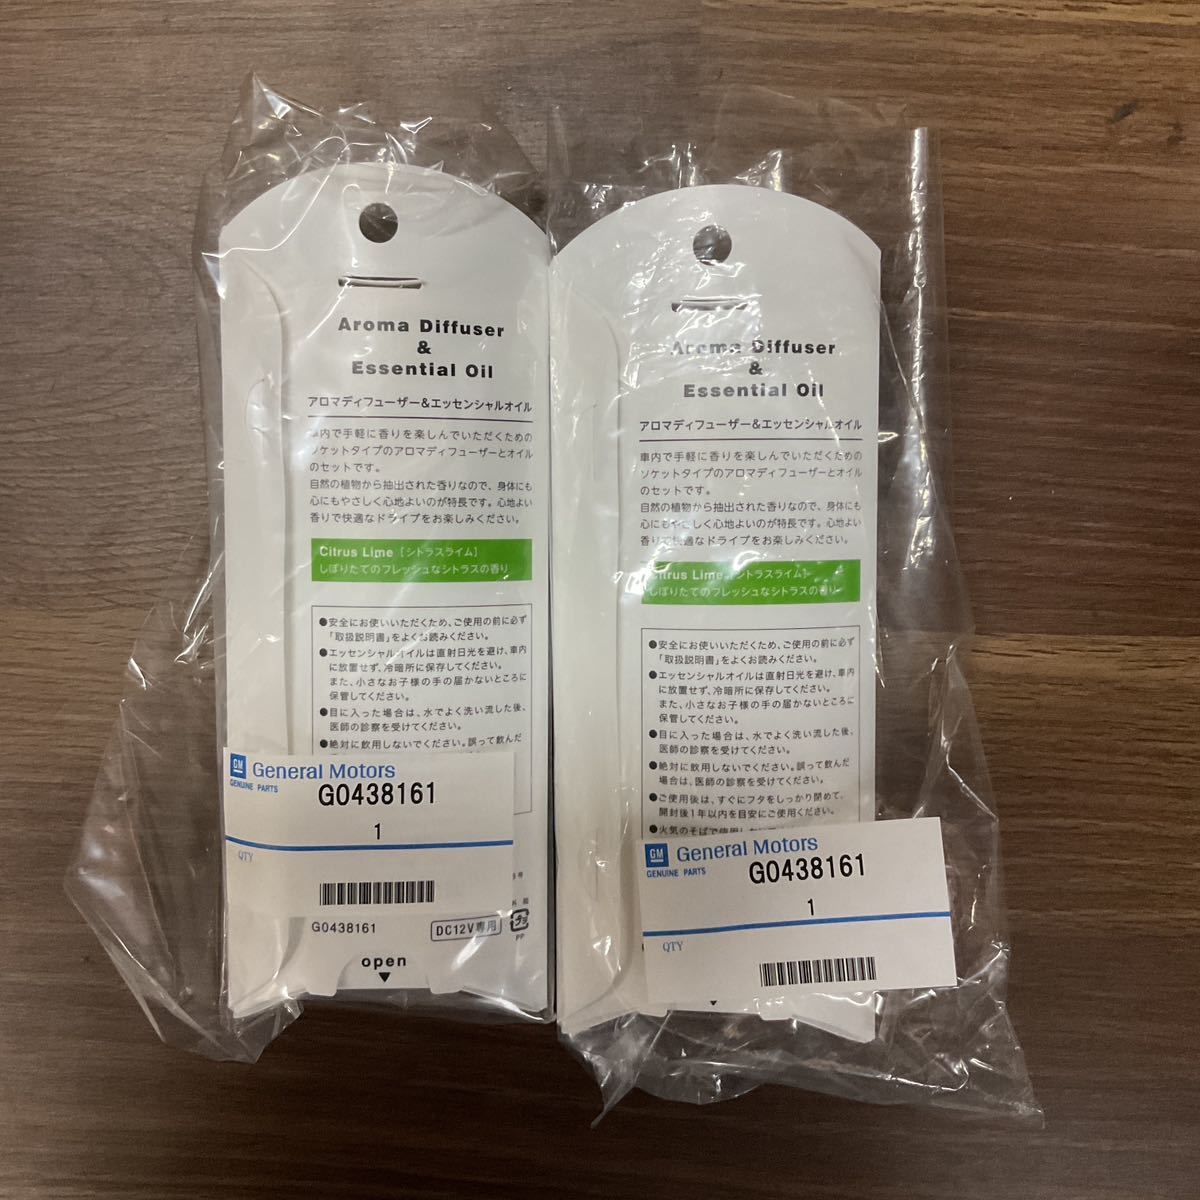 Aroma Diffuser
&
Essential Oil
アロマディフューザー&エッセンシャルオイル
車内で手軽に香りを楽しんでいただくための
ソケットタイプのアロマディフューザーとオイル
のセットです。
自然の植物から抽出された香りなので、身体にも
心にもやさしく心地よいのが特長です。心地よい
香りで快適なドライブをお楽しみください。
Citrus Lime [シトラスライム]
しぼりたてのフレッシュなシトラスの香り
●安全にお使いいただくため、ご使用の前に必ず
「取扱説明書」をよくお読みください。
●エッセンシャルオイルは直射日光を避け、車内
に放置せず、冷暗所に保存してください。
また、小さなお子様の手の届かないところに
保管してください。
●目に入った場合は、水でよく洗い流した後、
医師の診察を受けてください。
●絶対に飲用しないでください。誤って飲んだ
GM General Motors
GENUINE PARTS
G0438161
1
QTY
G0438161
DC12V専用
PP
open
Aroma Diffuser
&
Essential Oil
アロマディフューザー&エッセンシャルオイル
車内で手軽に香りを楽しんでいただくための
ソケットタイプのアロマディフューザーとオイル
のセットです。
自然の植物から抽出された香りなので、身体にも
心にもやさしく心地よいのが特長です。心地よい
香りで快適なドライブをお楽しみください。
Citrus Lime [シトラスライム]
しぼりたてのフレッシュなシトラスの香り
●安全にお使いいただくため、ご使用の前に必ず
「取扱説明書」をよくお読みください。
●エッセンシャルオイルは直射日光を避け、車内
に放置せず、冷暗所に保存してください。
また、小さなお子様の手の届かないところに
保管してください。
●目に入った場合は、水でよく洗い流した後、
医師の診察を受けてください。
●絶対に飲用しないでください。誤って飲んだ
場合は、医師の診察を受けてください。
●ご使用後は、すぐにフタをしっかり閉めて、
開封後1年以内を目安にご使用ください。
●火気のそばで使用しない
GM General Motors
GENUINE PARTS
G0438161
1
QTY